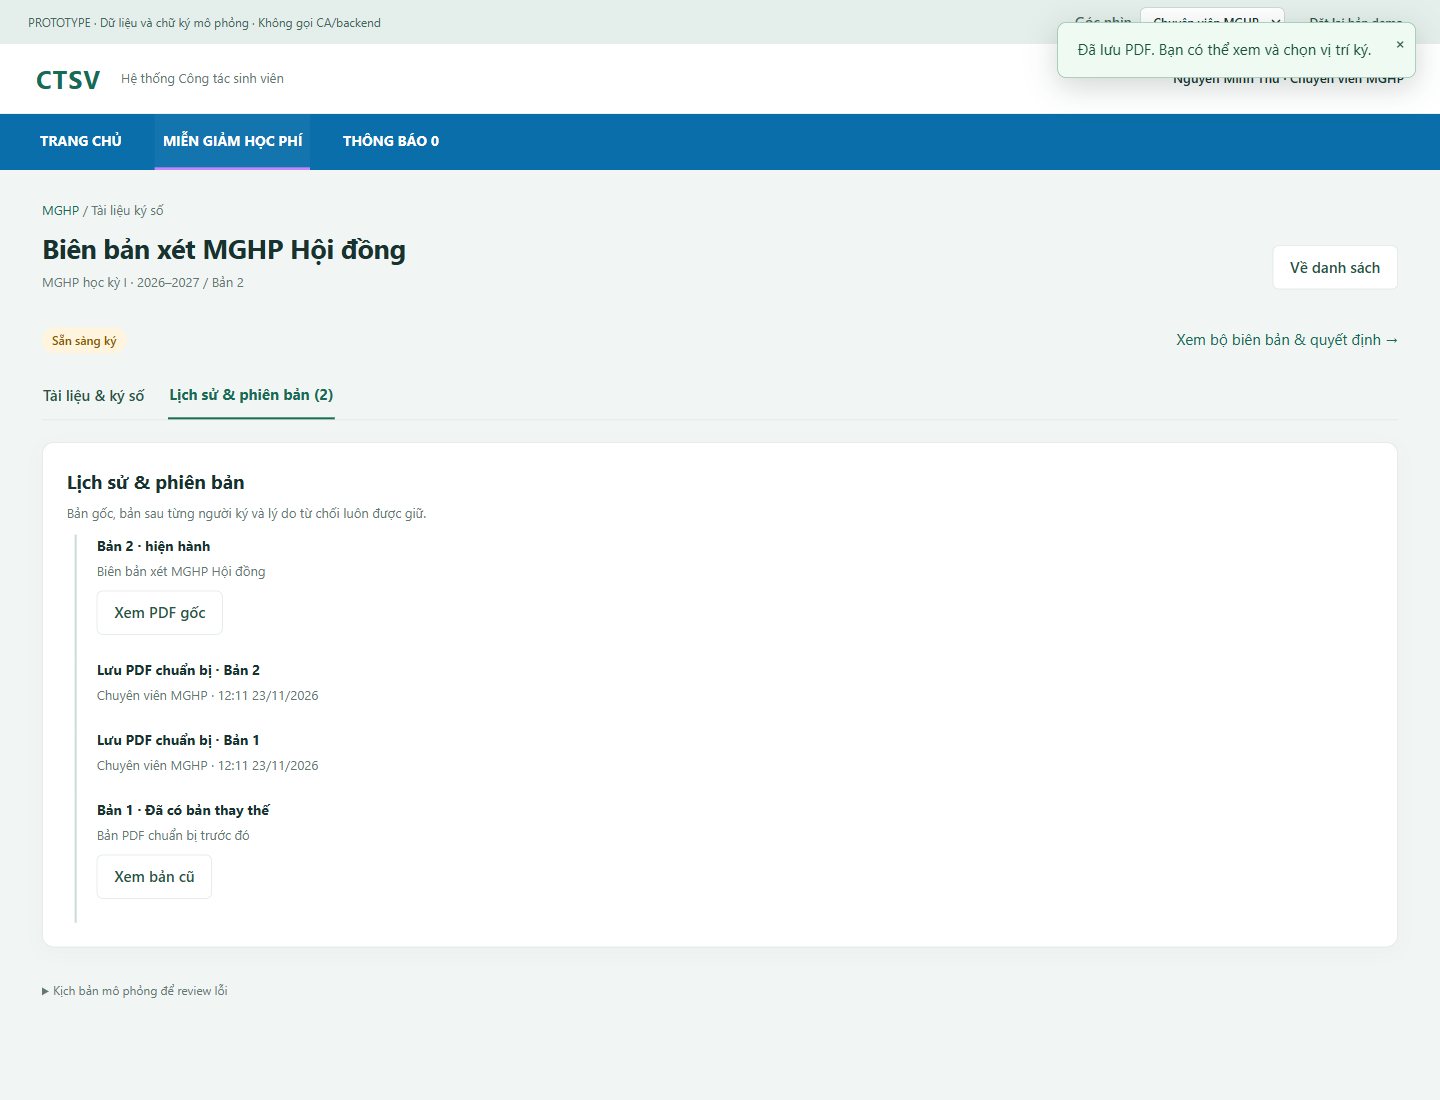 PROTOTYPE · Dữ liệu và chữ ký mô phỏng · Không gọi CA/backend
Đã lưu PDF. Bạn có thể xem và chọn vị trí ký. ×
CTSV Hệ thống Công tác sinh viên
Nguyễn Minh Thu · Chuyên viên MGHP
TRANG CHỦ MIỄN GIẢM HỌC PHÍ THÔNG BÁO 0
MGHP / Tài liệu ký số
Biên bản xét MGHP Hội đồng
MGHP học kỳ I · 2026–2027 / Bản 2
Về danh sách
Sẵn sàng ký
Xem bộ biên bản & quyết định →
Tài liệu & ký số Lịch sử & phiên bản (2)
Lịch sử & phiên bản
Bản gốc, bản sau từng người ký và lý do từ chối luôn được giữ.
Bản 2 · hiện hành
Biên bản xét MGHP Hội đồng
Xem PDF gốc
Lưu PDF chuẩn bị · Bản 2
Chuyên viên MGHP · 12:11 23/11/2026
Lưu PDF chuẩn bị · Bản 1
Chuyên viên MGHP · 12:11 23/11/2026
Bản 1 · Đã có bản thay thế
Bản PDF chuẩn bị trước đó
Xem bản cũ
Kịch bản mô phỏng để review lỗi